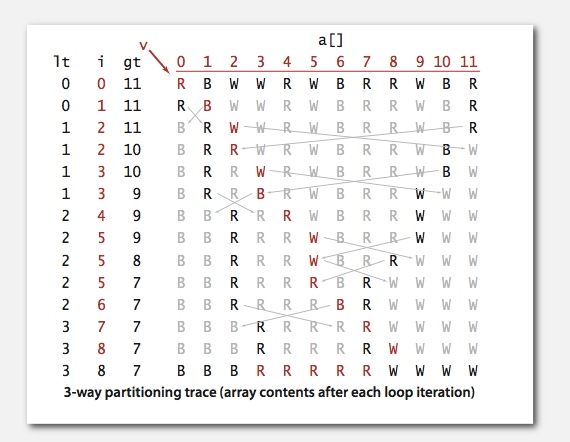 a[]
v
lt i gt 0 1 2 3 4 5 6 7 8 9 10 11
0 0 11 R B W W R W B R R W B R
0 1 11 R B W W R W B R R W B R
1 2 11 B R W W R W B R R W B R
1 2 10 B R R W R W B R R W B W
1 3 10 B R R W R W B R R W B W
1 3 9 B R R B R W B R R W W W
2 4 9 B B R R R W B R R W W W
2 5 9 B B R R R W B R R W W W
2 5 8 B B R R R W B R R W W W
2 5 7 B B R R R R B R W W W W
2 6 7 B B R R R R B R W W W W
3 7 7 B B B R R R R R W W W W
3 8 7 B B B R R R R R W W W W
3 8 7 B B B R R R R R W W W W
3-way partitioning trace (array contents after each loop iteration)